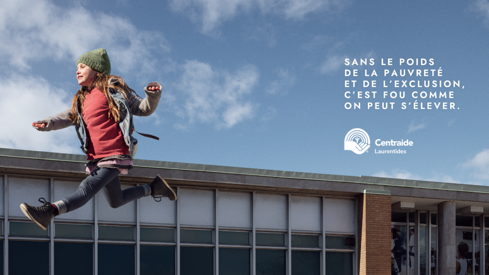 SANS LE POIDS
DE LA PAUVRETÉ
ET DE L'EXCLUSION,
C'EST FOU COMME
ON PEUT S'ÉLEVER.
Centraide
Laurentides